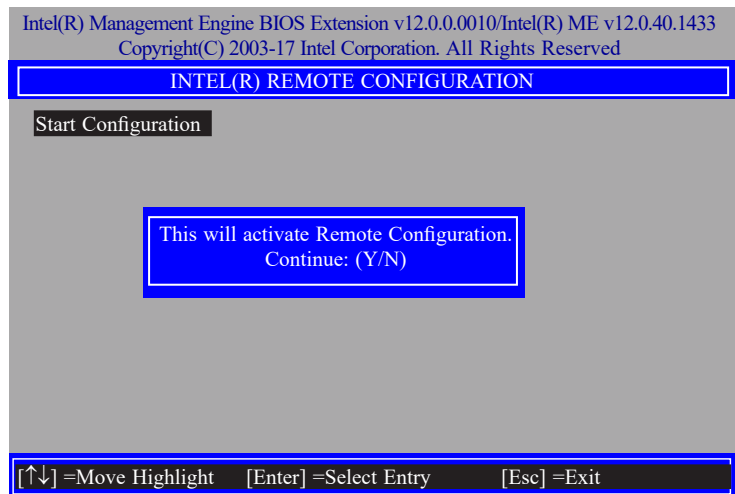 Intel(R) Management Engine BIOS Extension v12.0.0.0010/Intel(R) ME v12.0.40.1433
Copyright(C) 2003-17 Intel Corporation. All Rights Reserved
INTEL(R) REMOTE CONFIGURATION
Start Configuration
This will activate Remote Configuration.
Continue: (Y/N)
[↑↓] =Move Highlight [Enter] =Select Entry [Esc] =Exit